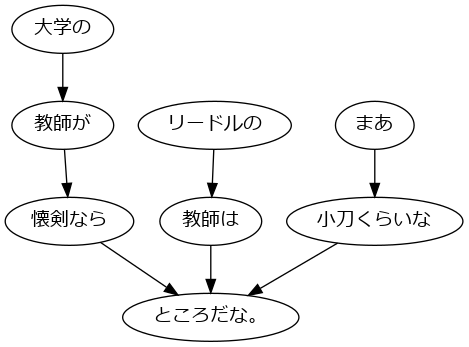 大学の
教師が
リードルの
まあ
懐剣なら
教師は
小刀くらいな
ところだな。